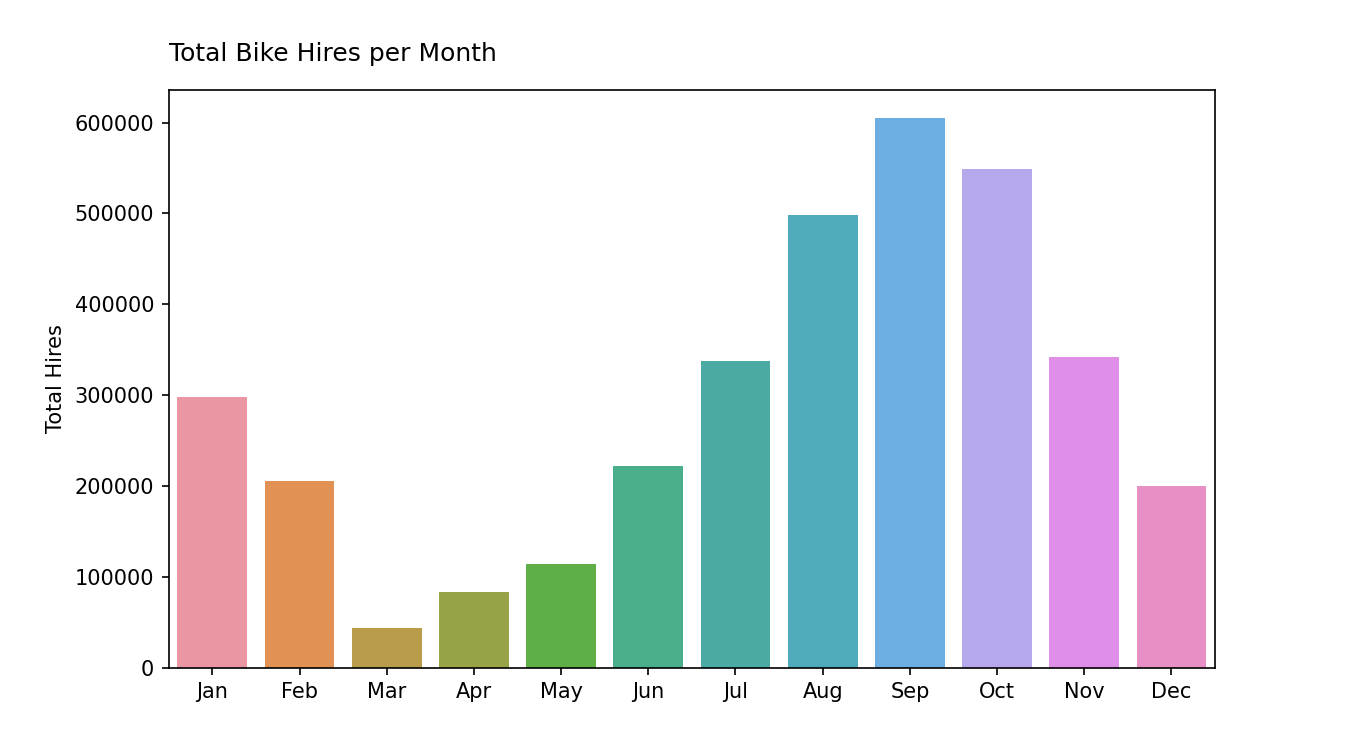 Total Bike Hires per Month
Total Hires
600000
500000
400000
300000
200000
100000
0
Jan Feb Mar Apr May Jun Jul Aug Sep Oct Nov Dec